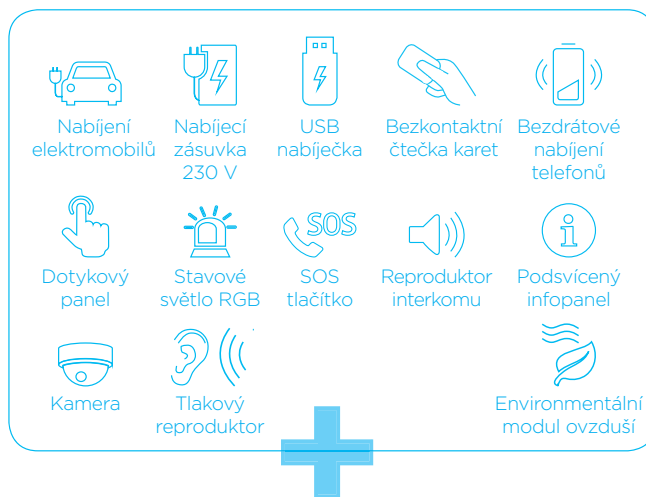 Nabíjení
elektromobilů
Nabíjecí
zásuvka
230 V
USB
nabíječka
Bezkontaktní
čtečka karet
Bezdrátové
nabíjení
telefonů
SOS
Dotykový
panel
Stavové
světlo RGB
SOS
tlačítko
Reproduktor
interkomu
Podsvícený
infopanel
Kamera
Tlakový
reproduktor
Environmentální
modul ovzduší